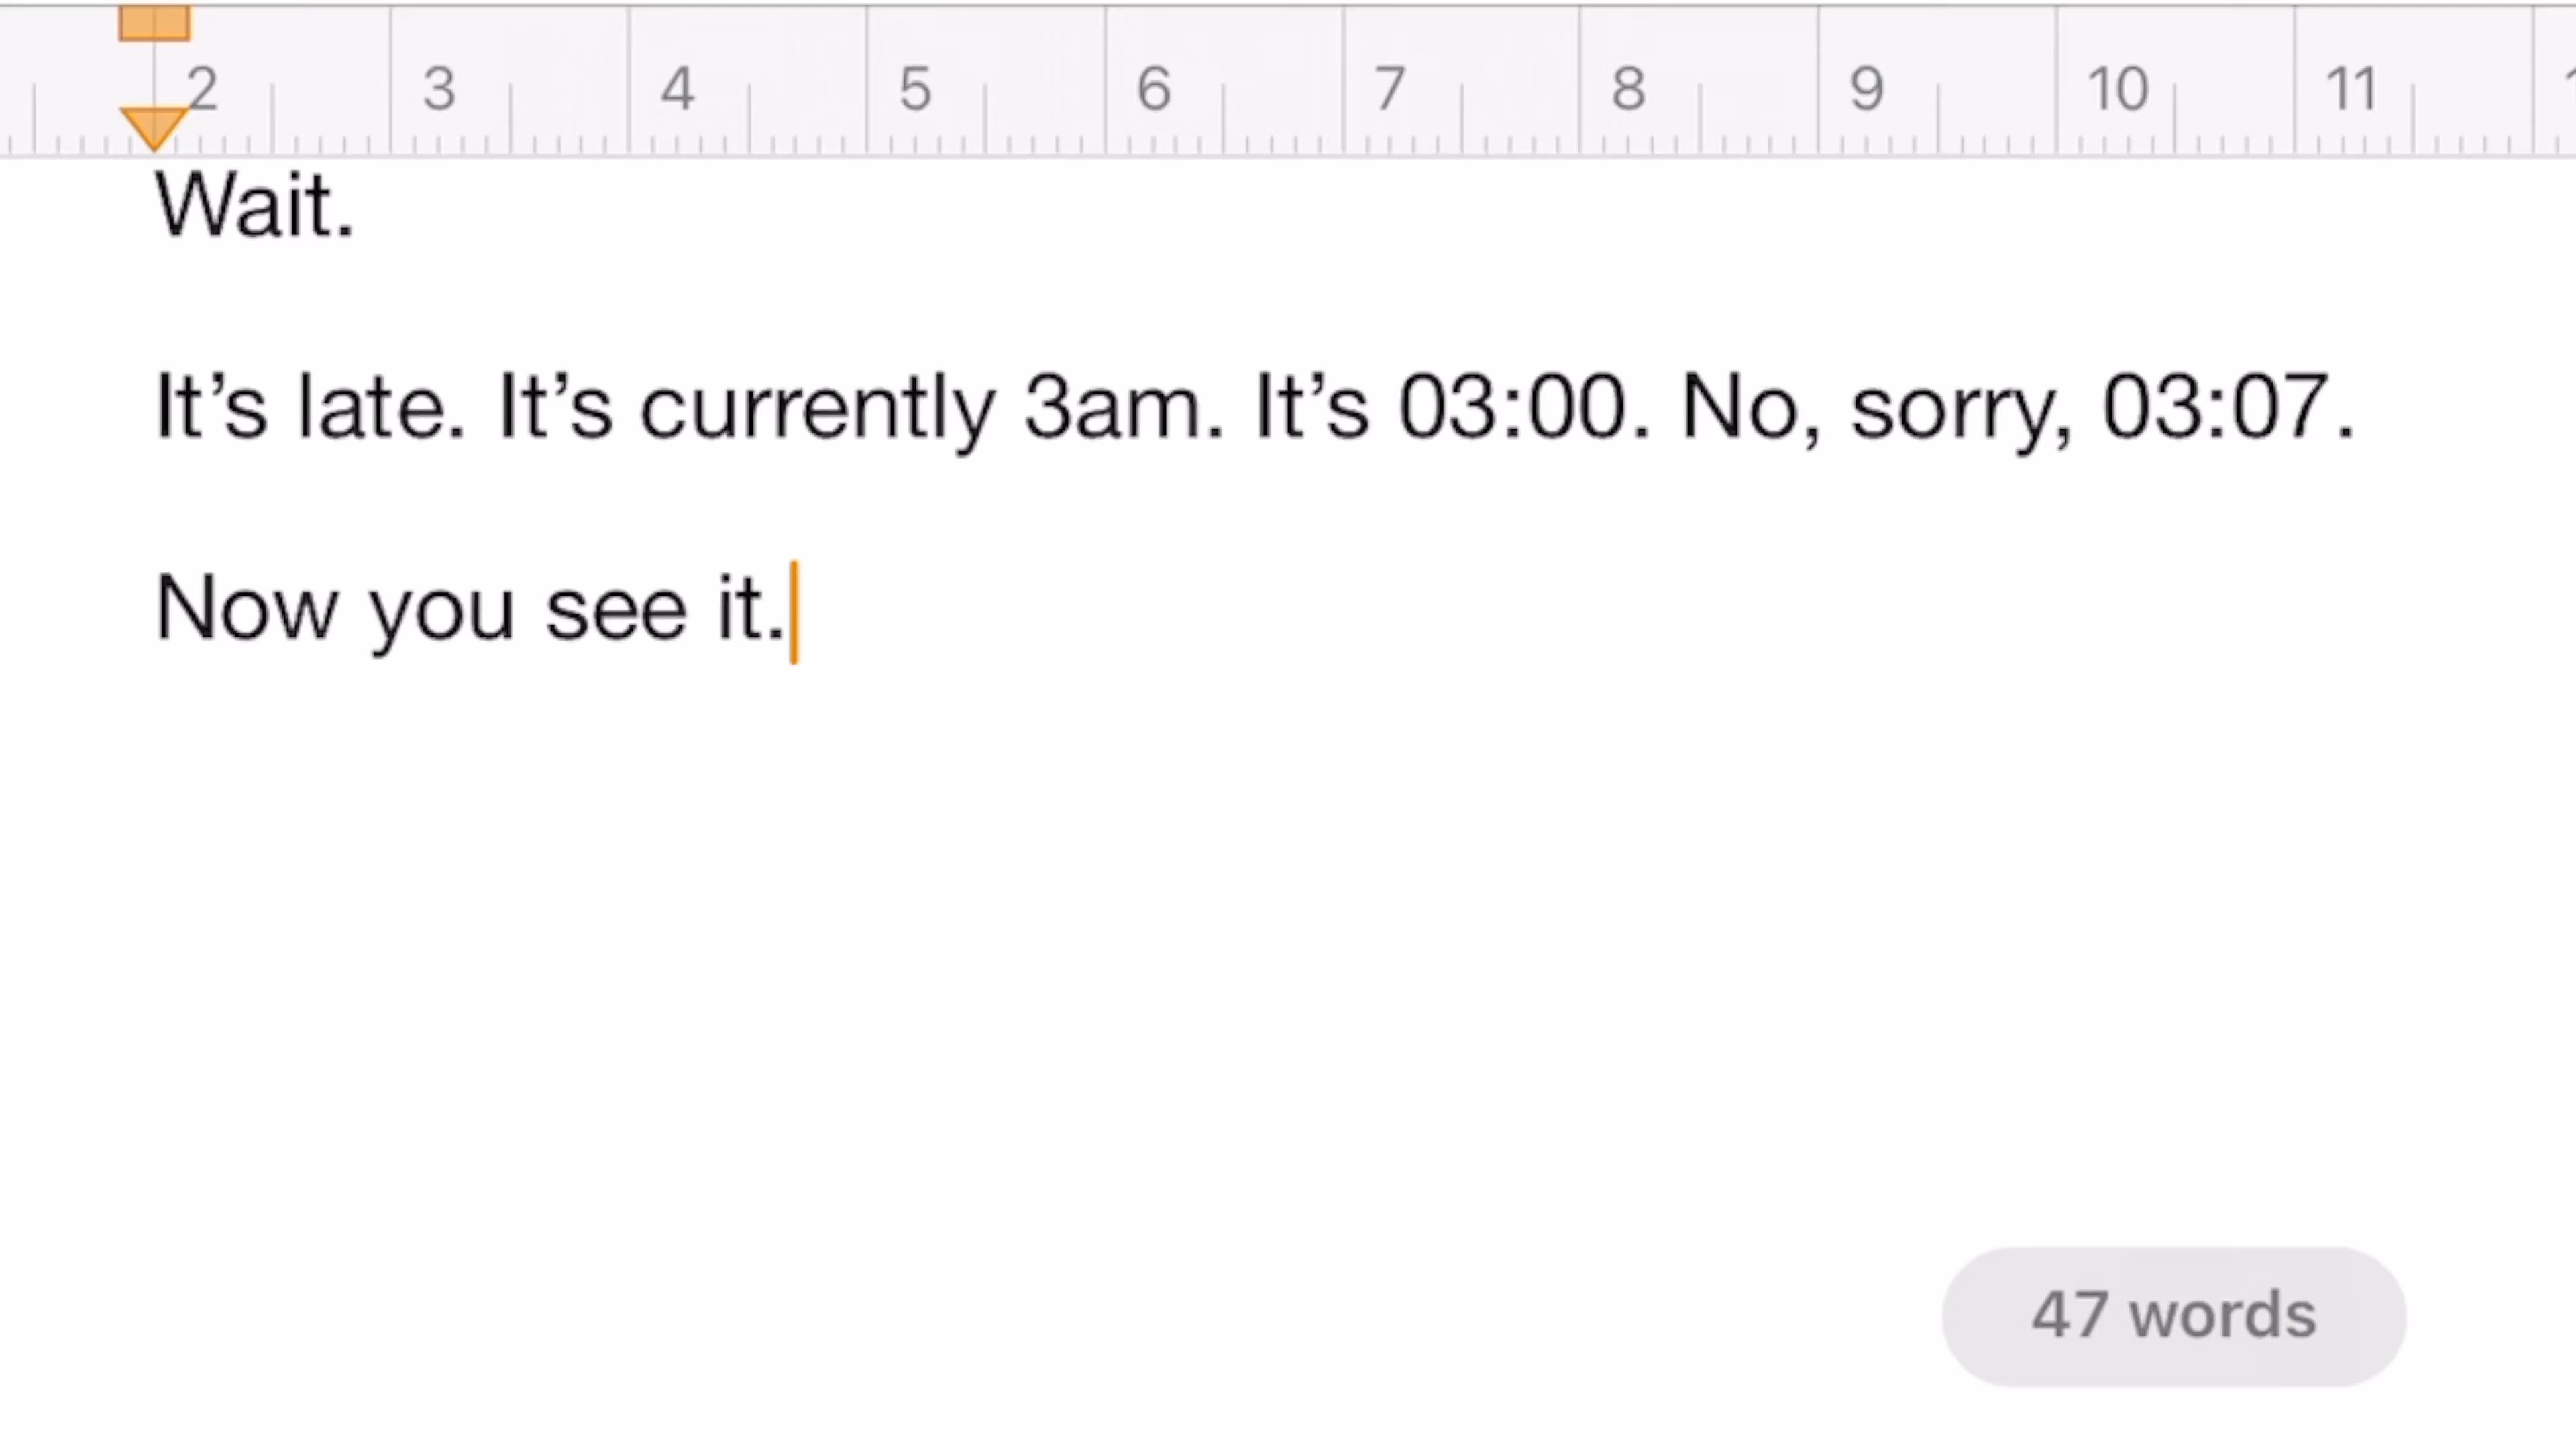 2 3 4 5 6 7 8 9 10 11
Wait.
It’s late. It’s currently 3am. It’s 03:00. No, sorry, 03:07.
Now you see it.
47 words